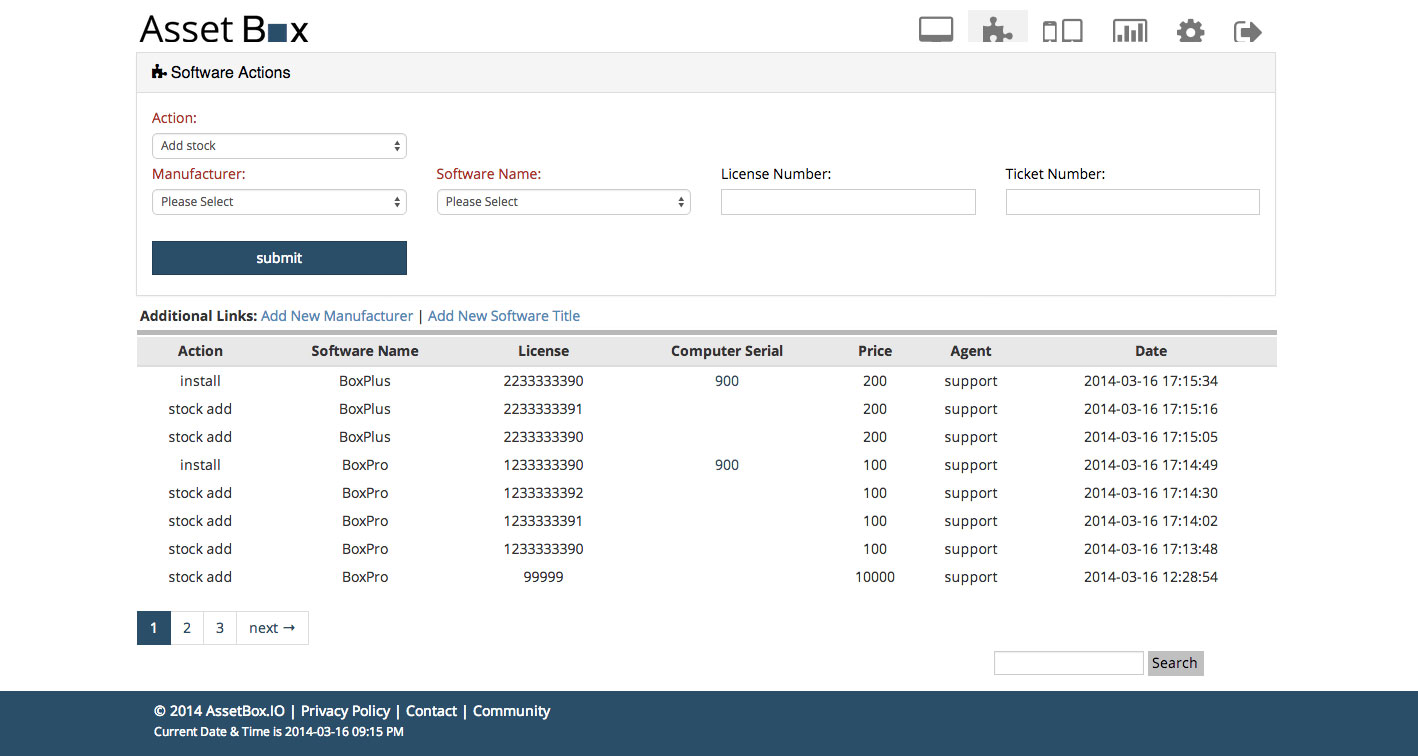 Asset Box
Software Actions
Action:
Add stock
Manufacturer: Software Name: License Number: Ticket Number:
Please Select Please Select
submit
Additional Links: Add New Manufacturer | Add New Software Title
Action Software Name License Computer Serial Price Agent Date
install BoxPlus 2233333390 900 200 support 2014-03-16 17:15:34
stock add BoxPlus 2233333391 200 support 2014-03-16 17:15:16
stock add BoxPlus 2233333390 200 support 2014-03-16 17:15:05
install BoxPro 1233333390 900 100 support 2014-03-16 17:14:49
stock add BoxPro 1233333392 100 support 2014-03-16 17:14:30
stock add BoxPro 1233333391 100 support 2014-03-16 17:14:02
stock add BoxPro 1233333390 100 support 2014-03-16 17:13:48
stock add BoxPro 99999 10000 support 2014-03-16 12:28:54
1 2 3 next →
Search
© 2014 AssetBox.IO | Privacy Policy | Contact | Community
Current Date & Time is 2014-03-16 09:15 PM